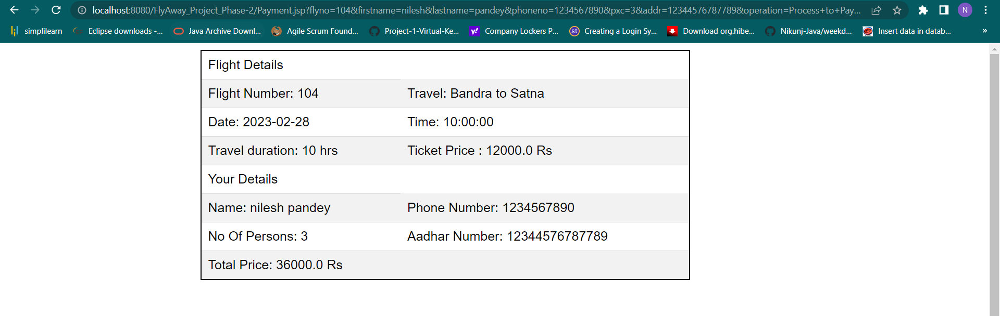 localhost:8080/FlyAway_Project_Phase-2/Payment.jsp?flyno=104&firstname=nilesh&lastname=pandey&phoneno=1234567890&pxc=3&addr=12344576787789&operation=Process+to+Pay... N
simplilearn Eclipse downloads -... Java Archive Downl... Agile Scrum Found... Project-1-Virtual-Ke... y! Company Lockers P... st Creating a Login Sy... Download org.hibe... Nikunj-Java/weekd... Insert data in datab... »
Flight Details
Flight Number: 104 Travel: Bandra to Satna
Date: 2023-02-28 Time: 10:00:00
Travel duration: 10 hrs Ticket Price : 12000.0 Rs
Your Details
Name: nilesh pandey Phone Number: 1234567890
No Of Persons: 3 Aadhar Number: 12344576787789
Total Price: 36000.0 Rs